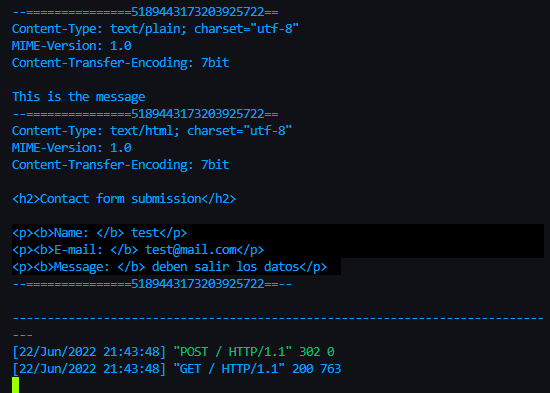 --===============5189443173203925722==
Content-Type: text/plain; charset="utf-8"
MIME-Version: 1.0
Content-Transfer-Encoding: 7bit

This is the message
--===============5189443173203925722==
Content-Type: text/html; charset="utf-8"
MIME-Version: 1.0
Content-Transfer-Encoding: 7bit

<h2>Contact form submission</h2>

<p><b>Name: </b> test</p>
<p><b>E-mail: </b> test@mail.com</p>
<p><b>Message: </b> deben salir los datos</p>
--===============5189443173203925722==--

----------------------------------------------------------------------------
---
[22/Jun/2022 21:43:48] "POST / HTTP/1.1" 302 0
[22/Jun/2022 21:43:48] "GET / HTTP/1.1" 200 763